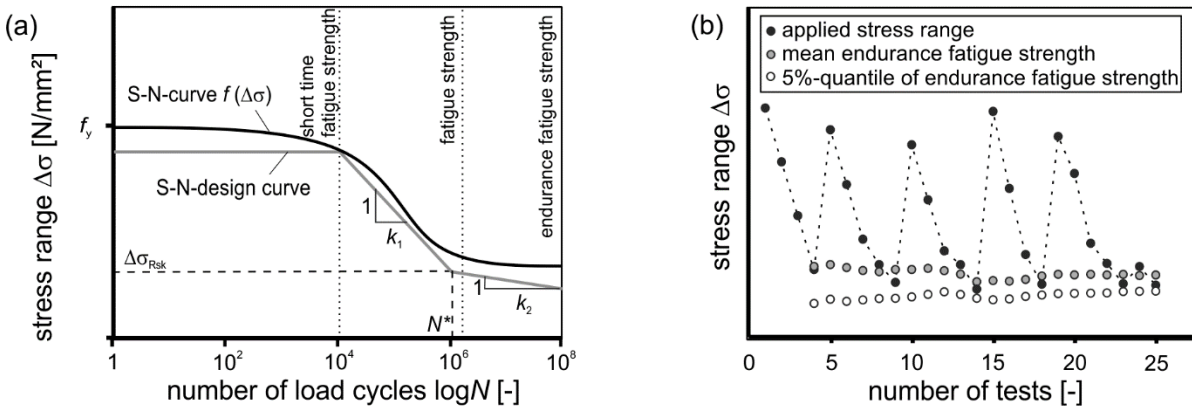 (a)
stress range Δσ [N/mm²]
f_y
S-N-curve f (Δσ)
S-N-design curve
Δσ_Rsk
short time
fatigue strength
fatigue strength
endurance fatigue strength
1
k₁
1
k₂
N*
1
10²
10⁴
10⁶
10⁸
number of load cycles logN [-]
(b)
applied stress range
mean endurance fatigue strength
5%-quantile of endurance fatigue strength
stress range Δσ
0
5
10
15
20
25
number of tests [-]